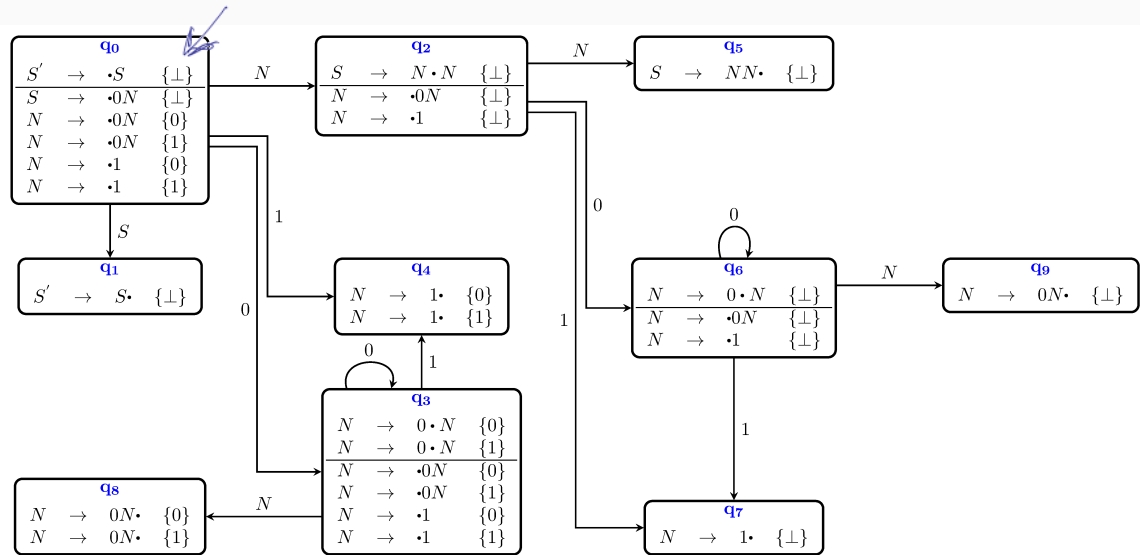 q₀
S′ → •S {⊥}
S → •0N {⊥}
N → •0N {0}
N → •0N {1}
N → •1 {0}
N → •1 {1}
N
q₂
S → N • N {⊥}
N → •0N {⊥}
N → •1 {⊥}
N
q₅
S → NN• {⊥}
S
1
0
0
1
q₁
S′ → S• {⊥}
q₄
N → 1• {0}
N → 1• {1}
0
q₆
N → 0 • N {⊥}
N → •0N {⊥}
N → •1 {⊥}
N
q₉
N → 0N• {⊥}
0
1
q₃
N → 0 • N {0}
N → 0 • N {1}
N → •0N {0}
N → •0N {1}
N → •1 {0}
N → •1 {1}
1
N
q₈
N → 0N• {0}
N → 0N• {1}
q₇
N → 1• {⊥}